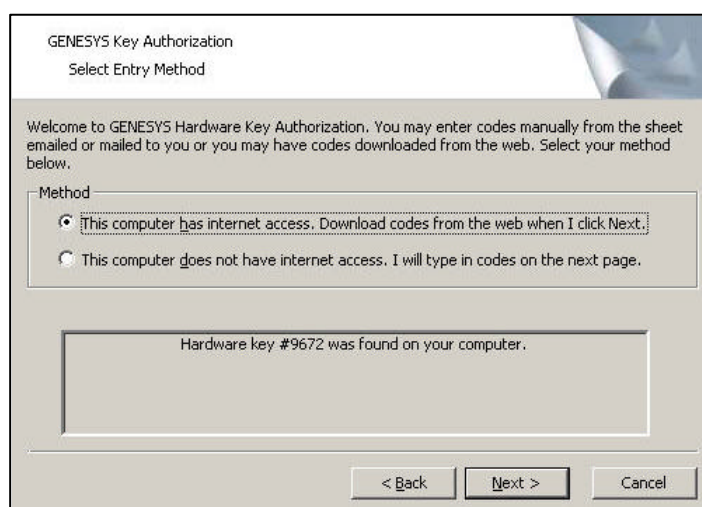 GENESYS Key Authorization
Select Entry Method
Welcome to GENESYS Hardware Key Authorization. You may enter codes manually from the sheet
emailed or mailed to you or you may have codes downloaded from the web. Select your method
below.
Method
This computer has internet access. Download codes from the web when I click Next.
This computer does not have internet access. I will type in codes on the next page.
Hardware key #9672 was found on your computer.
< Back Next > Cancel